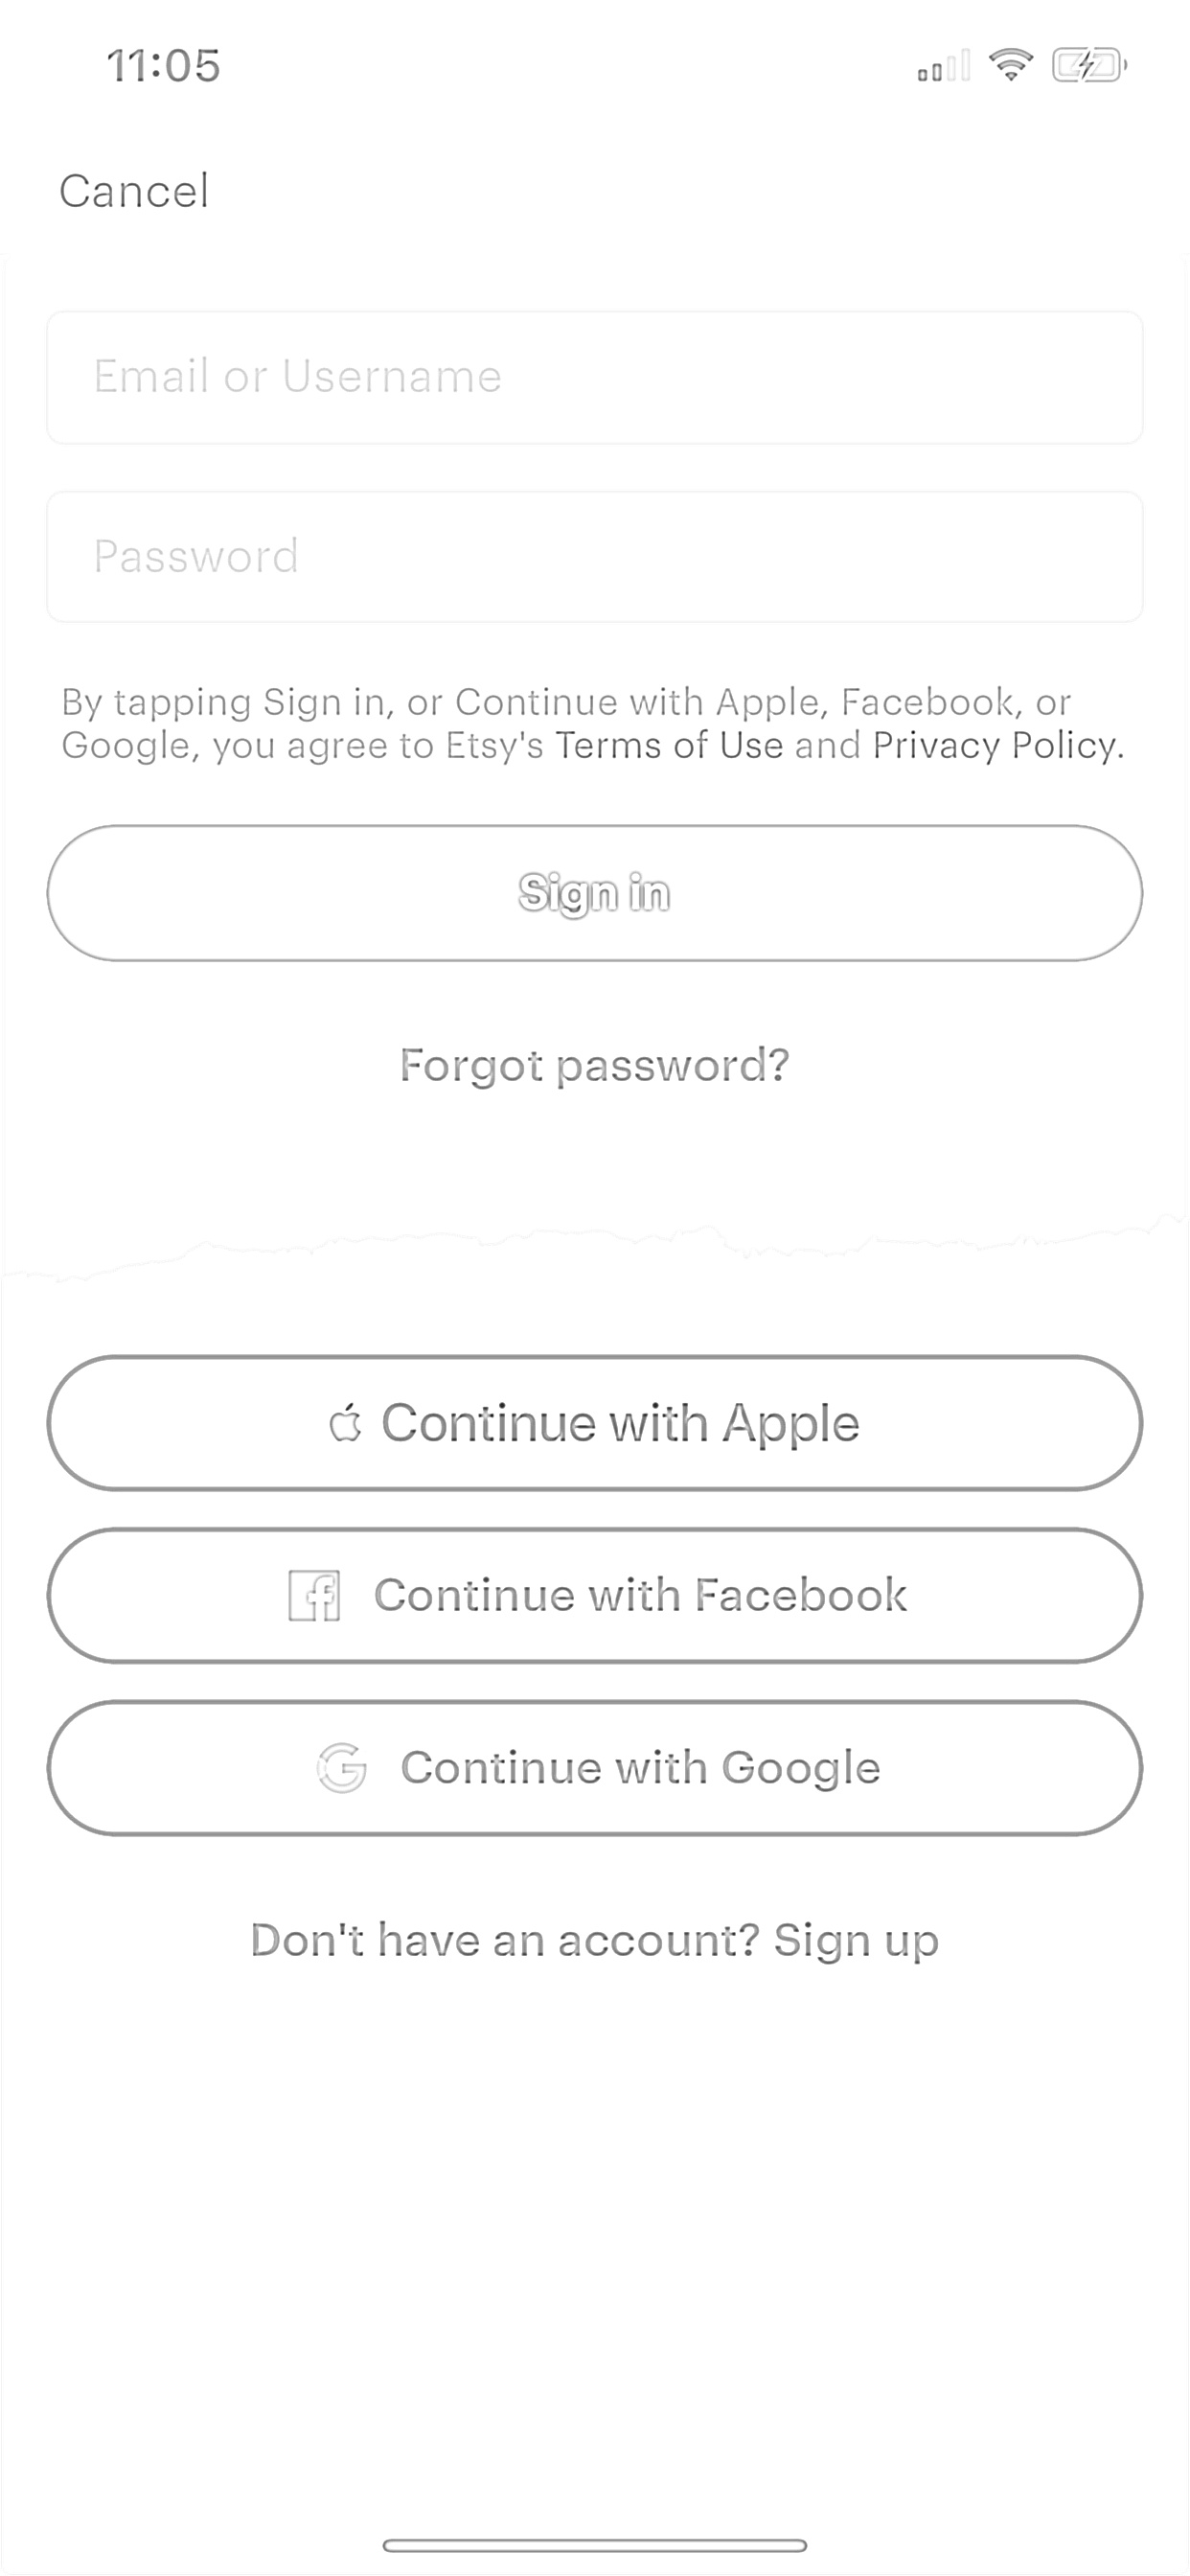 11:05
Cancel
Email or Username
Password
By tapping Sign in, or Continue with Apple, Facebook, or
Google, you agree to Etsy's Terms of Use and Privacy Policy.
Sign in
Forgot password?
Continue with Apple
Continue with Facebook
Continue with Google
Don't have an account? Sign up